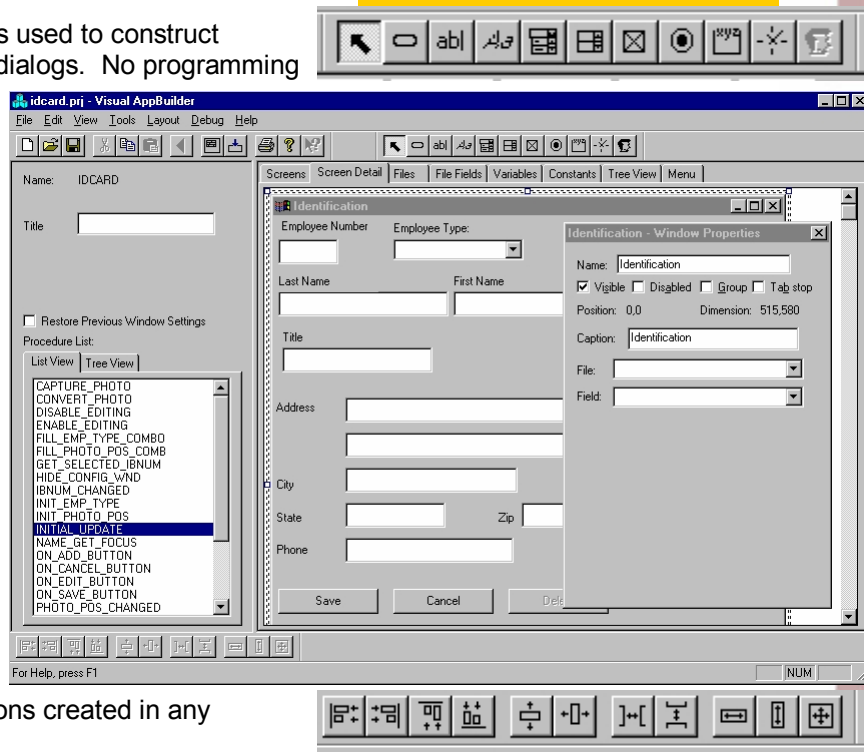 s used to construct
dialogs. No programming
abl
xyz
idcard.prj - Visual AppBuilder
File Edit View Tools Layout Debug Help
abl
Screens Screen Detail Files File Fields Variables Constants Tree View Menu
Name: IDCARD
Title
Restore Previous Window Settings
Procedure List:
List View Tree View
CAPTURE_PHOTO
CONVERT_PHOTO
DISABLE_EDITING
ENABLE_EDITING
FILL_EMP_TYPE_COMBO
FILL_PHOTO_POS_COMB
GET_SELECTED_IBNUM
HIDE_CONFIG_WND
IBNUM_CHANGED
INIT_EMP_TYPE
INIT_PHOTO_POS
INITIAL_UPDATE
NAME_GET_FOCUS
ON_ADD_BUTTON
ON_CANCEL_BUTTON
ON_EDIT_BUTTON
ON_SAVE_BUTTON
PHOTO_POS_CHANGED
Identification
Employee Number Employee Type:
Last Name First Name
Title
Address
City
State Zip
Phone
Save Cancel Dele
Identification - Window Properties
Name: Identification
Visible Disabled Group Tab stop
Position: 0,0 Dimension: 515,580
Caption: Identification
File:
Field:
For Help, press F1
NUM
ons created in any